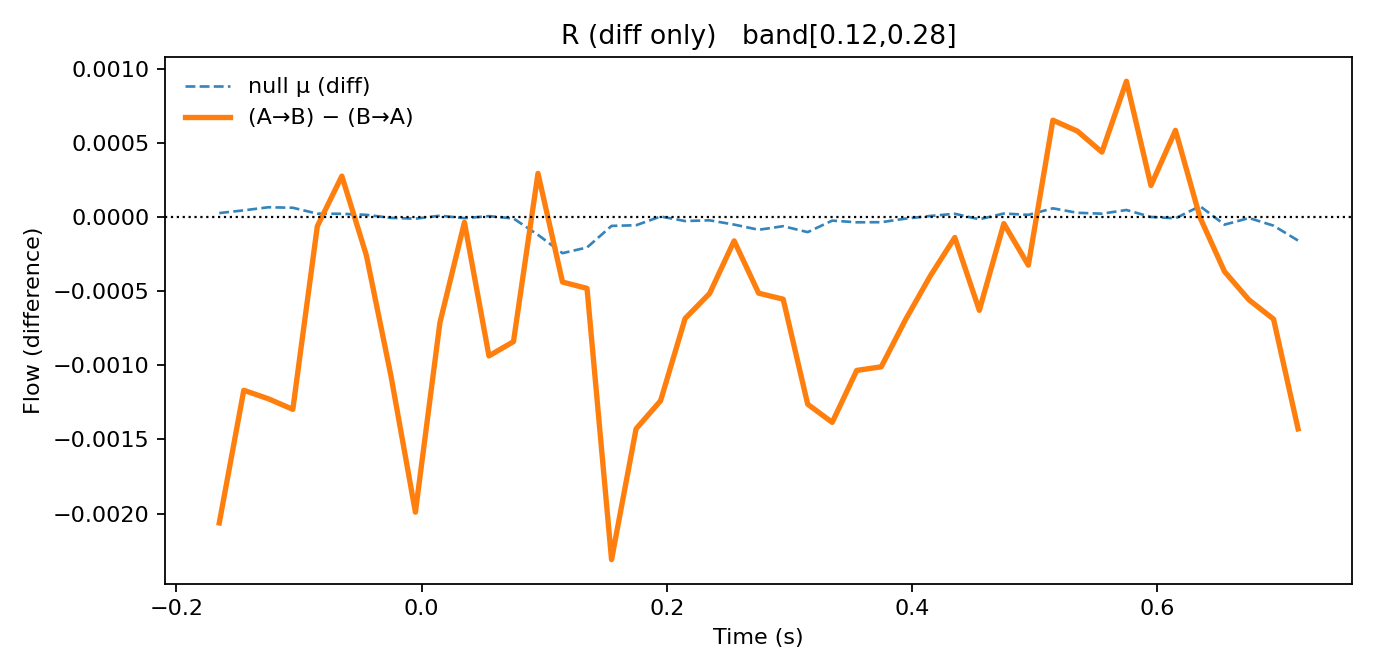 R (diff only)   band[0.12,0.28]
null μ (diff)
(A→B) − (B→A)
Flow (difference)
0.0010
0.0005
0.0000
−0.0005
−0.0010
−0.0015
−0.0020
−0.2
0.0
0.2
0.4
0.6
Time (s)